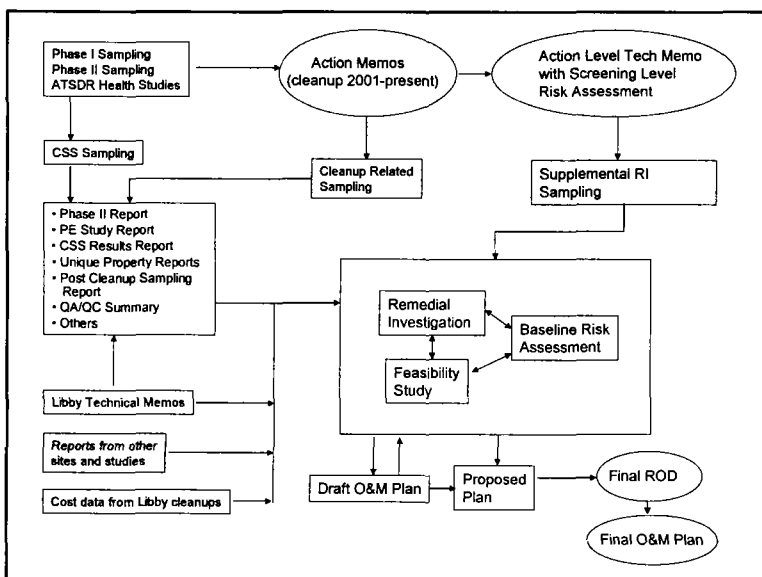 Phase I Sampling
Phase II Sampling
ATSDR Health Studies
Action Memos
(cleanup 2001-present)
Action Level Tech Memo
with Screening Level
Risk Assessment
CSS Sampling
Cleanup Related
Sampling
Supplemental RI
Sampling
• Phase II Report
• PE Study Report
• CSS Results Report
• Unique Property Reports
• Post Cleanup Sampling
Report
• QA/QC Summary
• Others
Remedial
Investigation
Baseline Risk
Assessment
Feasibility
Study
Libby Technical Memos
Reports from other
sites and studies
Cost data from Libby cleanups
Draft O&M Plan
Proposed
Plan
Final ROD
Final O&M Plan